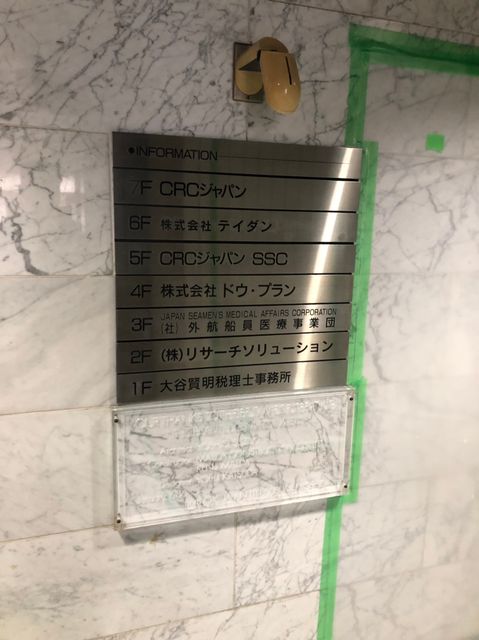 ●INFORMATION
7F CRCジャパン
6F 株式会社 テイダン
5F CRCジャパン SSC
4F 株式会社 ドウ・プラン
JAPAN SEAMEN'S MEDICAL AFFAIRS CORPORATION
3F (社) 外航船員医療事業団
2F (株)リサーチソリューション
1F 大谷賢明税理士事務所